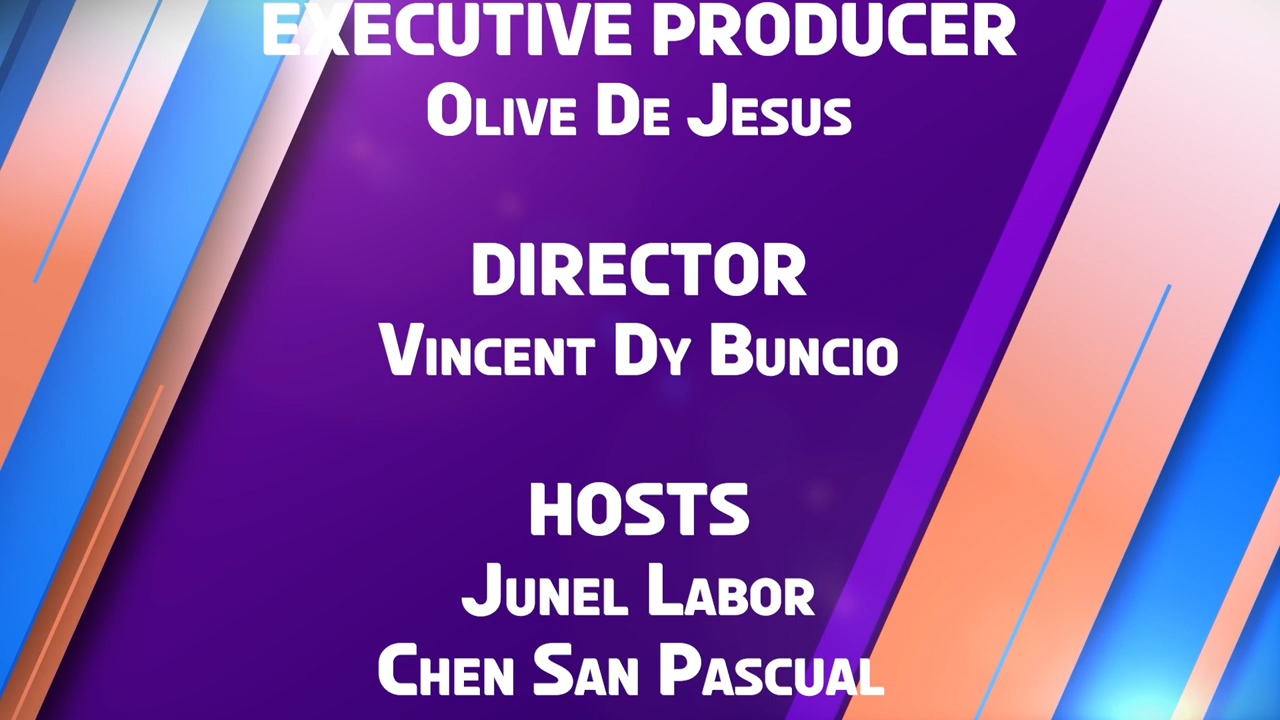 EXECUTIVE PRODUCER
OLIVE DE JESUS
DIRECTOR
VINCENT DY BUNCIO
HOSTS
JUNEL LABOR
CHEN SAN PASCUAL